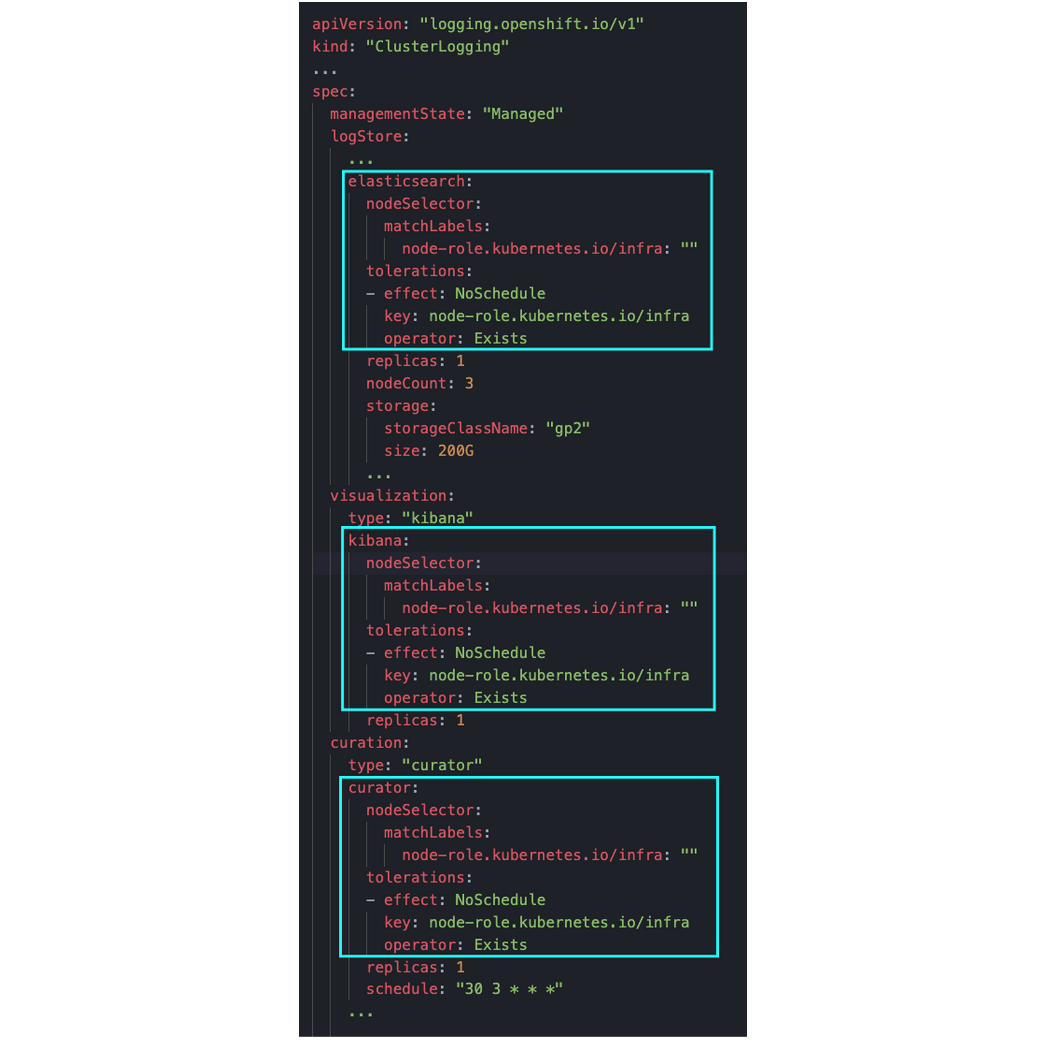 apiVersion: "logging.openshift.io/v1"
kind: "ClusterLogging"
...
spec:
  managementState: "Managed"
  logStore:
    ...
    elasticsearch:
      nodeSelector:
        matchLabels:
          node-role.kubernetes.io/infra: ""
      tolerations:
      - effect: NoSchedule
        key: node-role.kubernetes.io/infra
        operator: Exists
      replicas: 1
      nodeCount: 3
      storage:
        storageClassName: "gp2"
        size: 200G
      ...
  visualization:
    type: "kibana"
    kibana:
      nodeSelector:
        matchLabels:
          node-role.kubernetes.io/infra: ""
      tolerations:
      - effect: NoSchedule
        key: node-role.kubernetes.io/infra
        operator: Exists
      replicas: 1
  curation:
    type: "curator"
    curator:
      nodeSelector:
        matchLabels:
          node-role.kubernetes.io/infra: ""
      tolerations:
      - effect: NoSchedule
        key: node-role.kubernetes.io/infra
        operator: Exists
      replicas: 1
      schedule: "30 3 * * *"
    ...